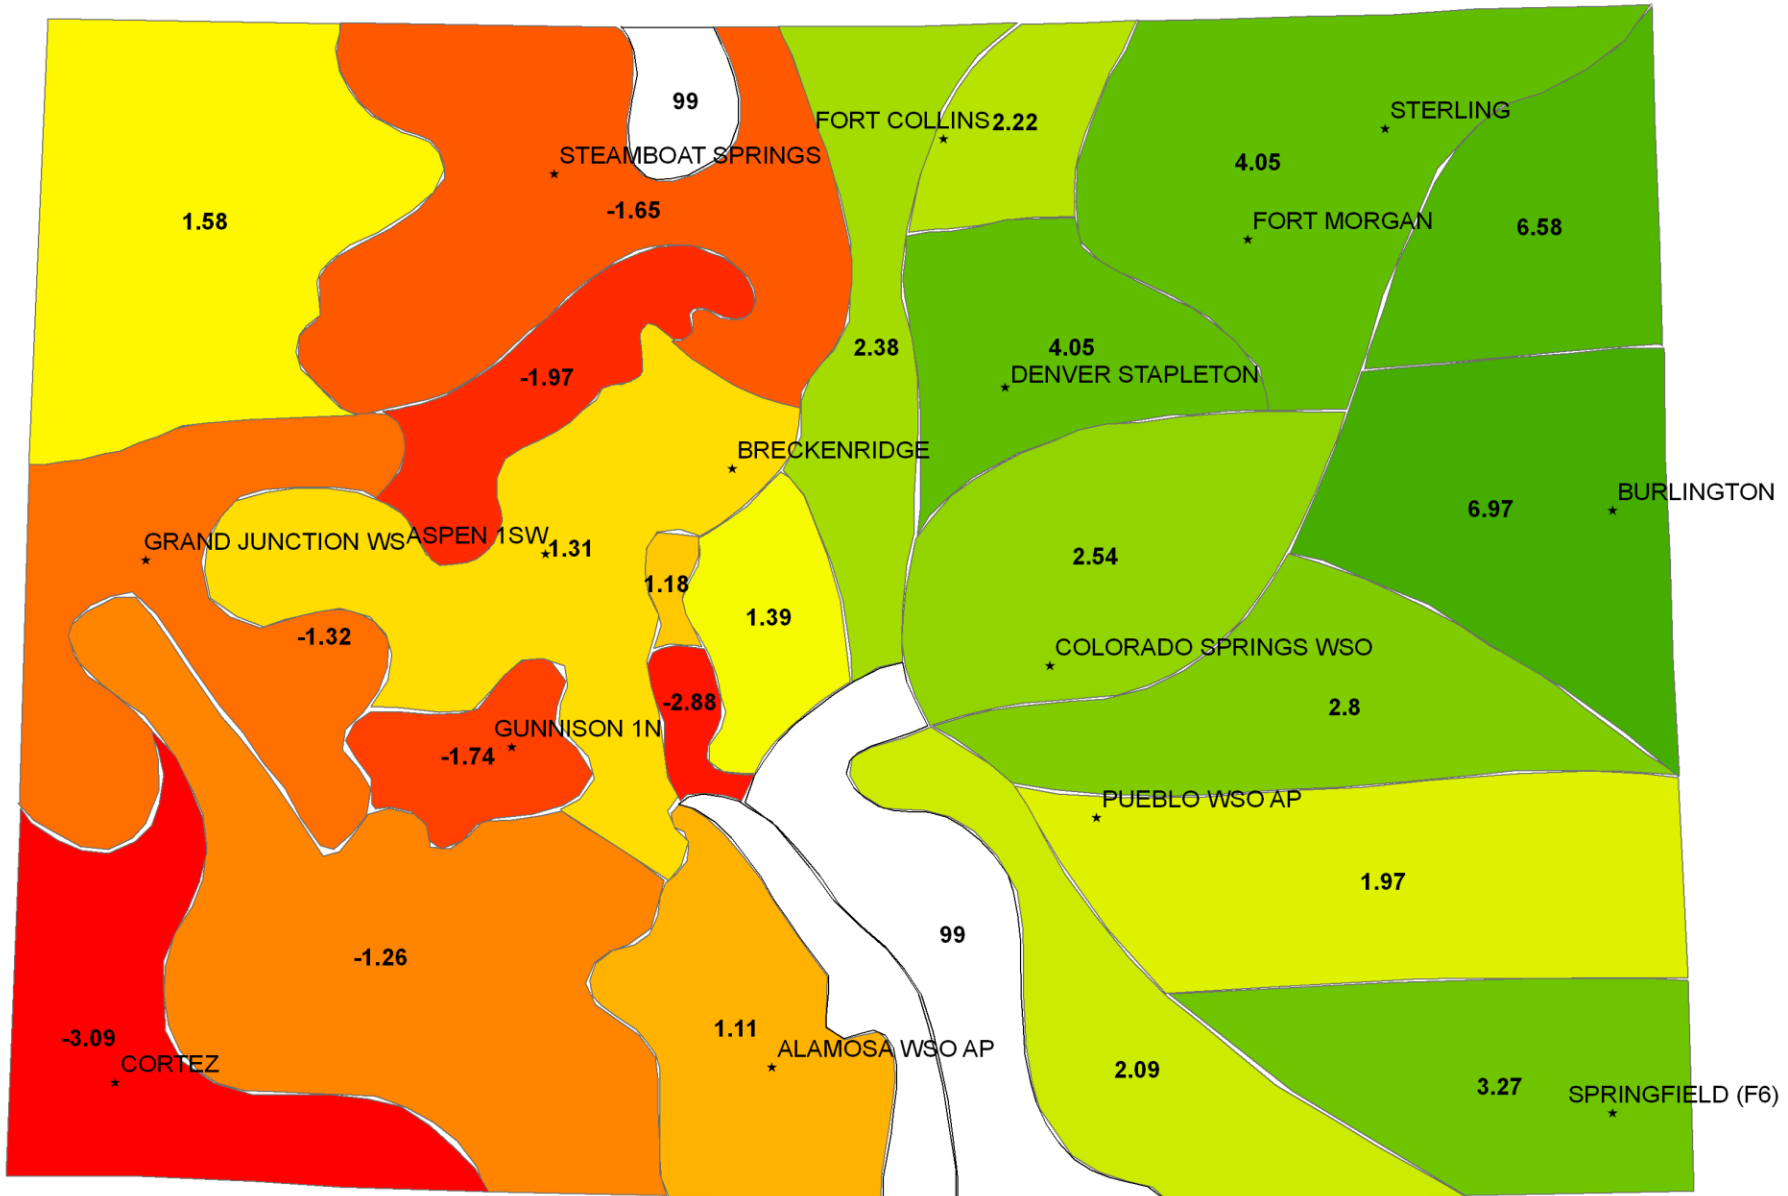 99
STERLING
FORT COLLINS 2.22
STEAMBOAT SPRINGS
4.05
-1.65
1.58
FORT MORGAN
6.58
2.38
4.05
-1.97
DENVER STAPLETON
BRECKENRIDGE
BURLINGTON
6.97
GRAND JUNCTION WS
ASPEN 1SW
1.31
2.54
1.18
1.39
-1.32
COLORADO SPRINGS WSO
-2.88
2.8
GUNNISON 1N
-1.74
PUEBLO WSO AP
1.97
99
-1.26
1.11
-3.09
ALAMOSA WSO AP
CORTEZ
2.09
3.27
SPRINGFIELD (F6)